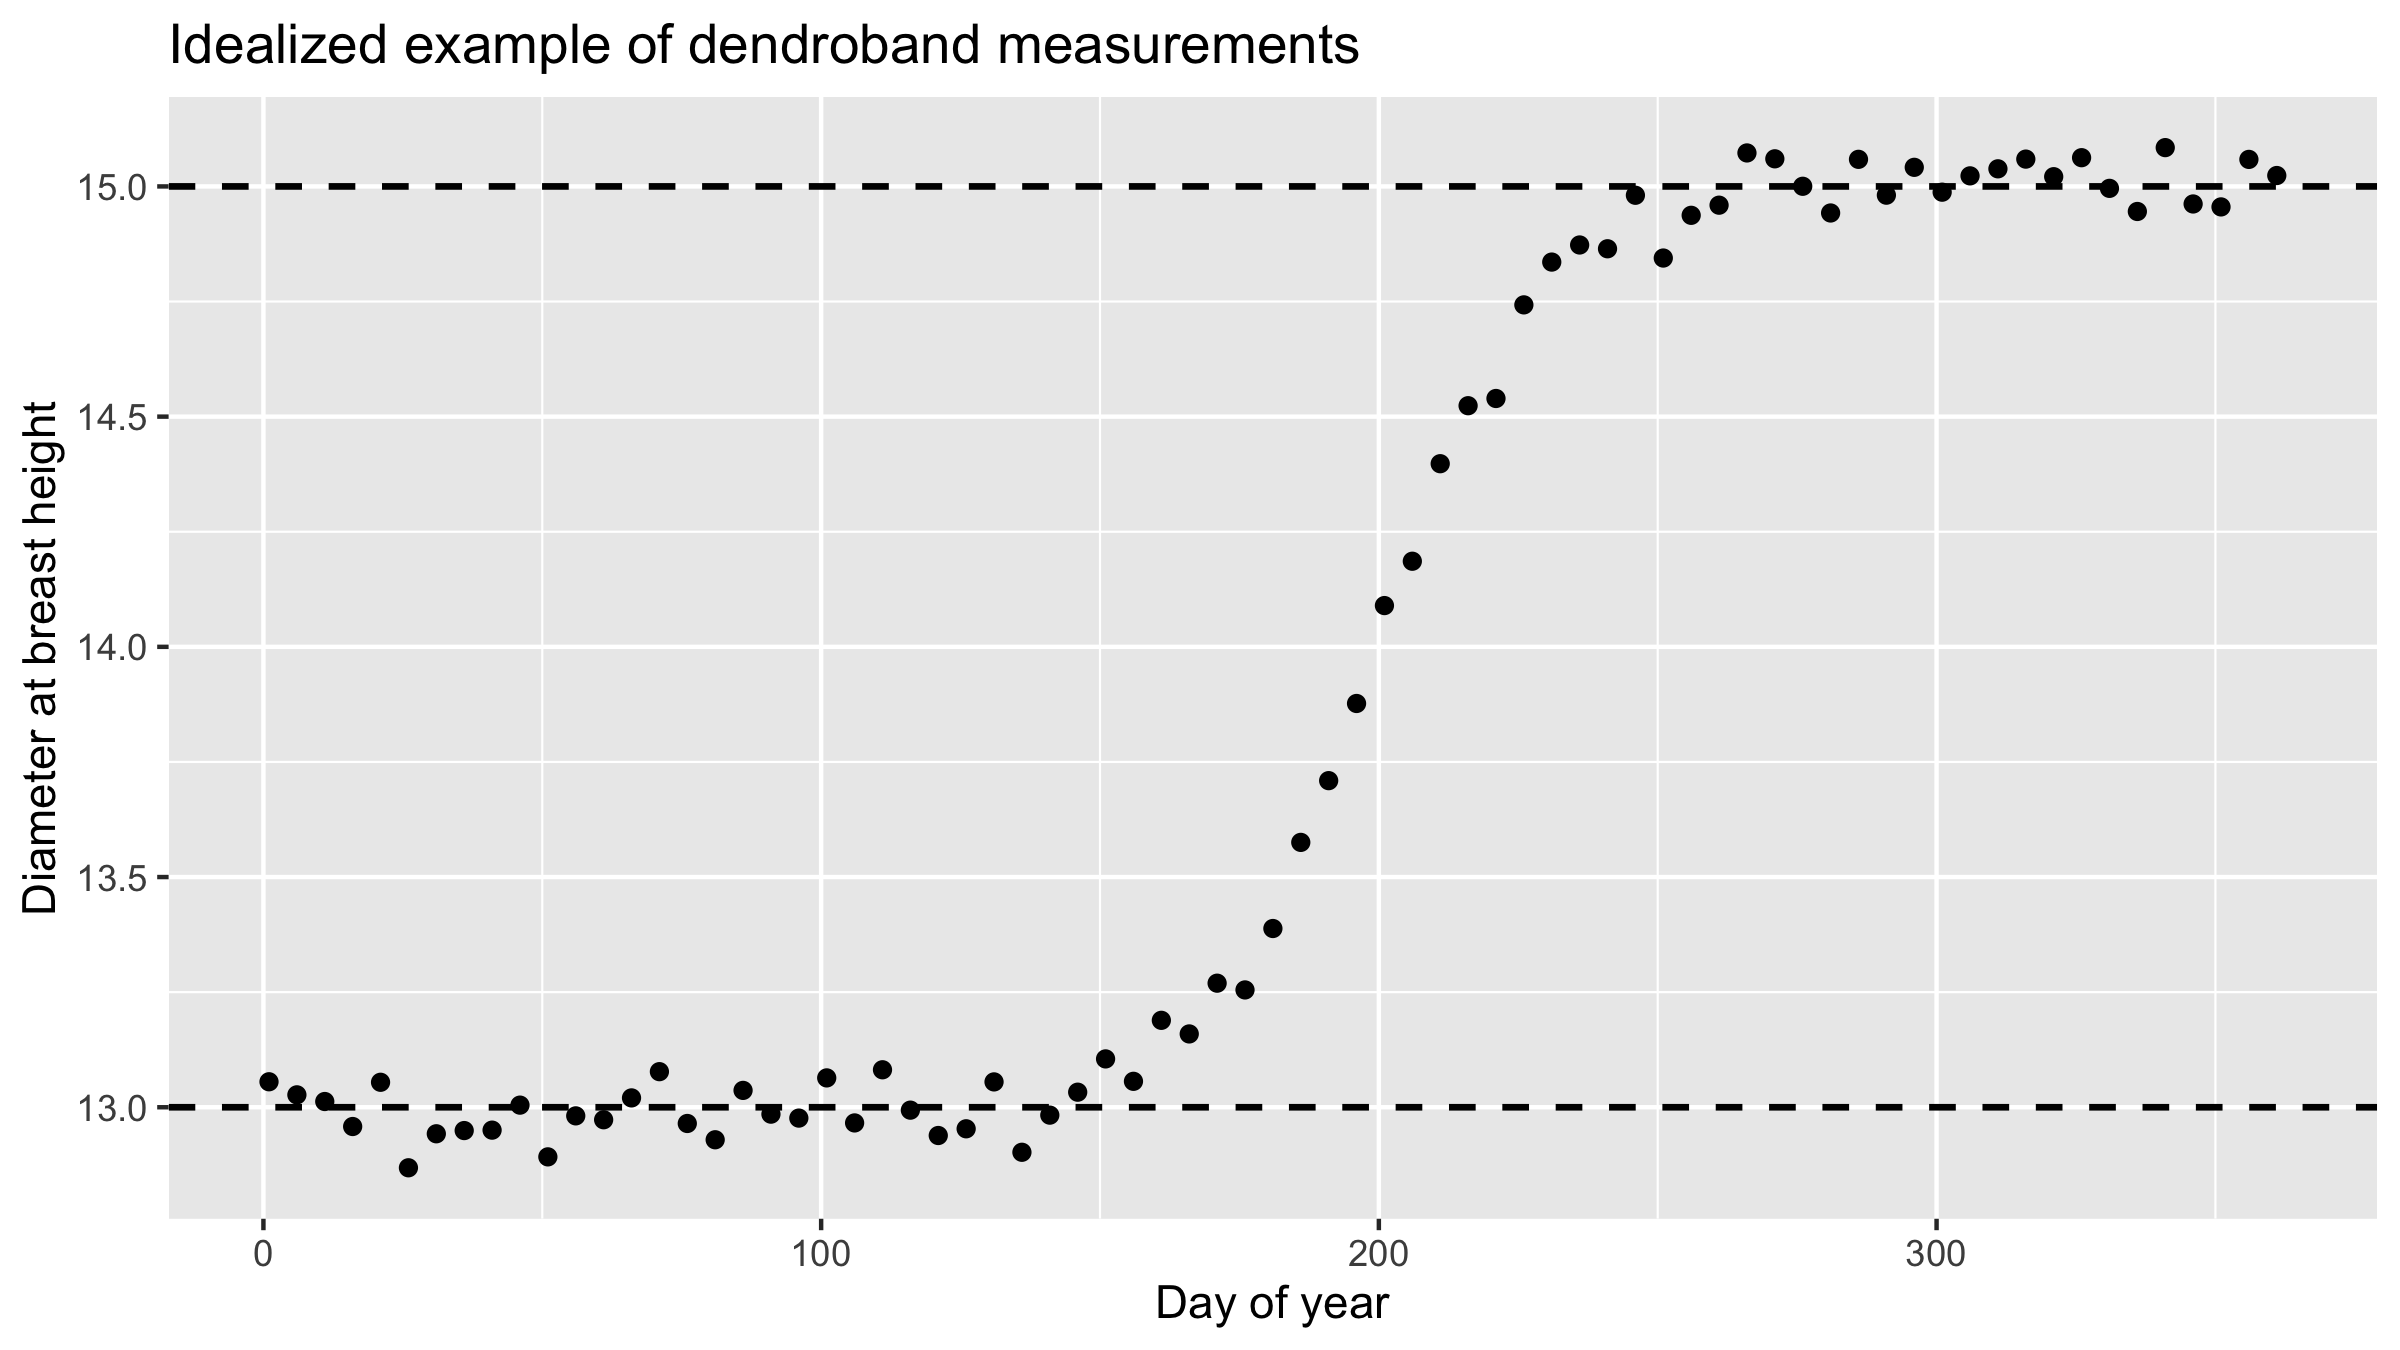 Idealized example of dendroband measurements
Diameter at breast height
15.0
14.5
14.0
13.5
13.0
0 100 200 300
Day of year